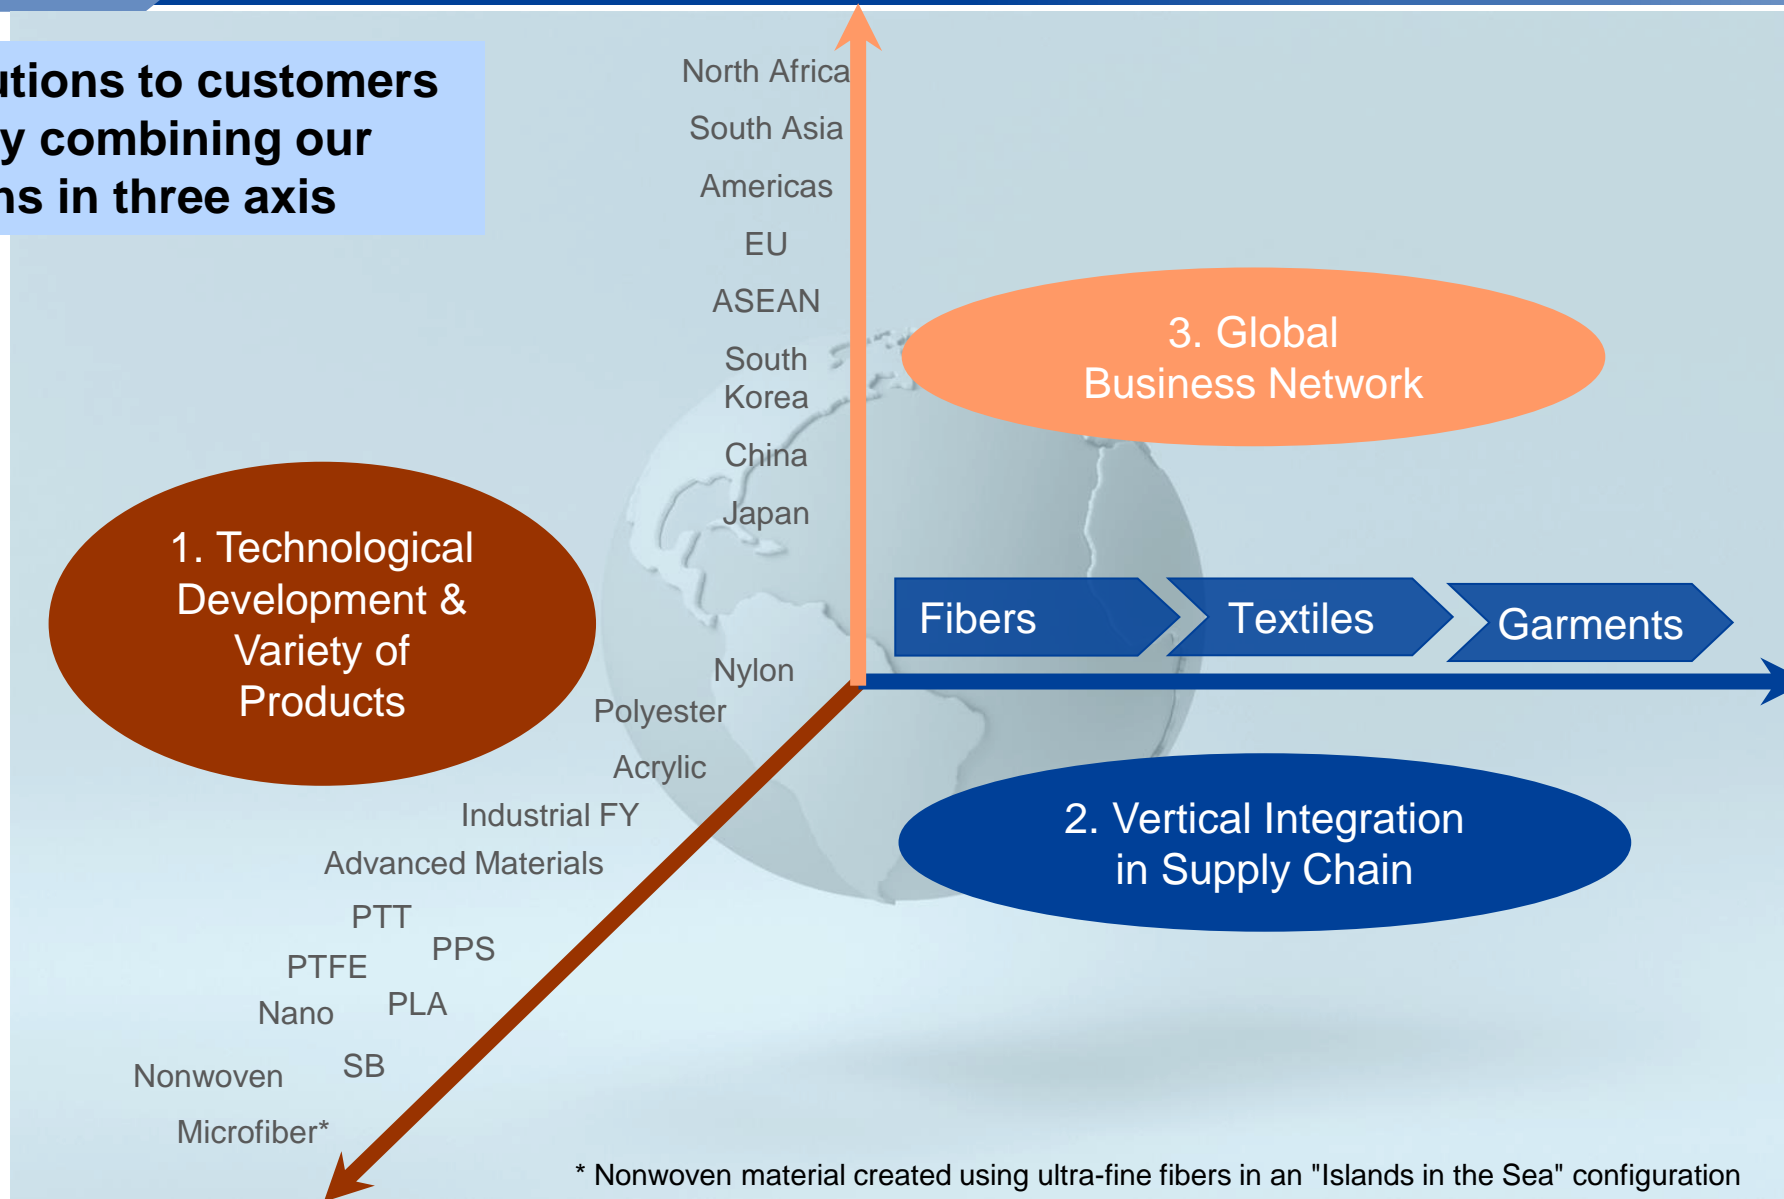 to customers
combining our
in three axis
North Africa
South Asia
Americas
EU
ASEAN
South
Korea
China
Japan
3. Global
Business Network
1. Technological
Development &
Variety of
Products
Fibers
Textiles
Garments
Nylon
Polyester
Acrylic
Industrial FY
Advanced Materials
PTT
PPS
PTFE
PLA
Nano
SB
Nonwoven
Microfiber*
2. Vertical Integration
in Supply Chain
* Nonwoven material created using ultra-fine fibers in an "Islands in the Sea" configuration